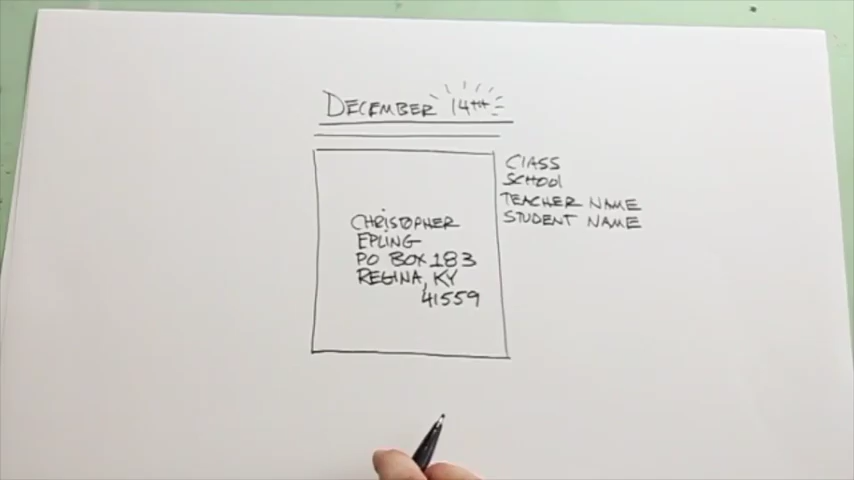 DECEMBER 14TH
CLASS
SCHOOL
TEACHER NAME
STUDENT NAME
CHRISTOPHER
EPLING
PO BOX 183
REGINA, KY
41559